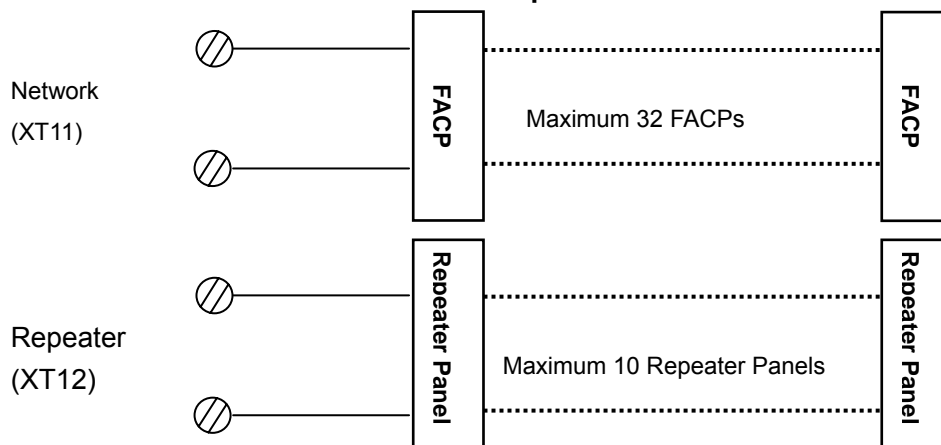 Network
(XT11)
FACP
Maximum 32 FACPs
FACP
Repeater
(XT12)
Repeater Panel
Maximum 10 Repeater Panels
Repeater Panel